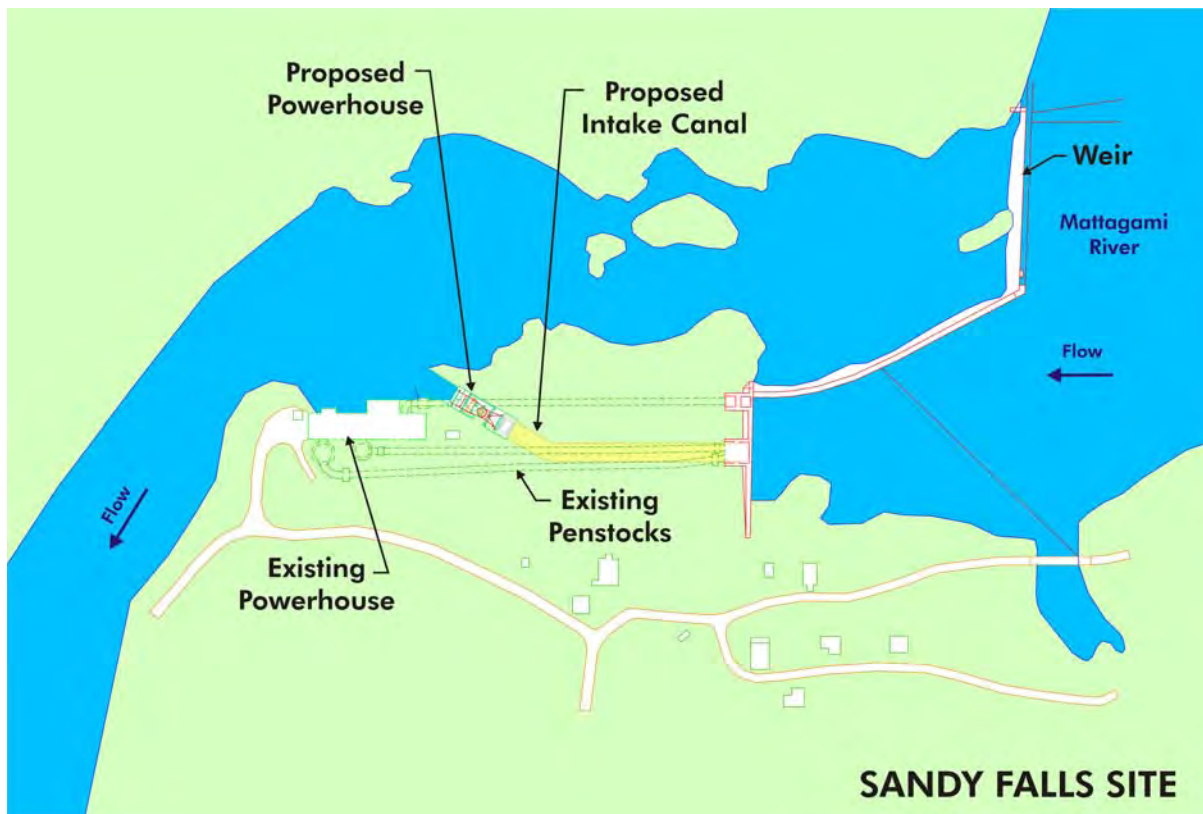 Proposed
Powerhouse
Proposed
Intake Canal
Weir
Mattagami
River
Flow
Flow
Existing
Penstocks
Existing
Powerhouse
SANDY FALLS SITE